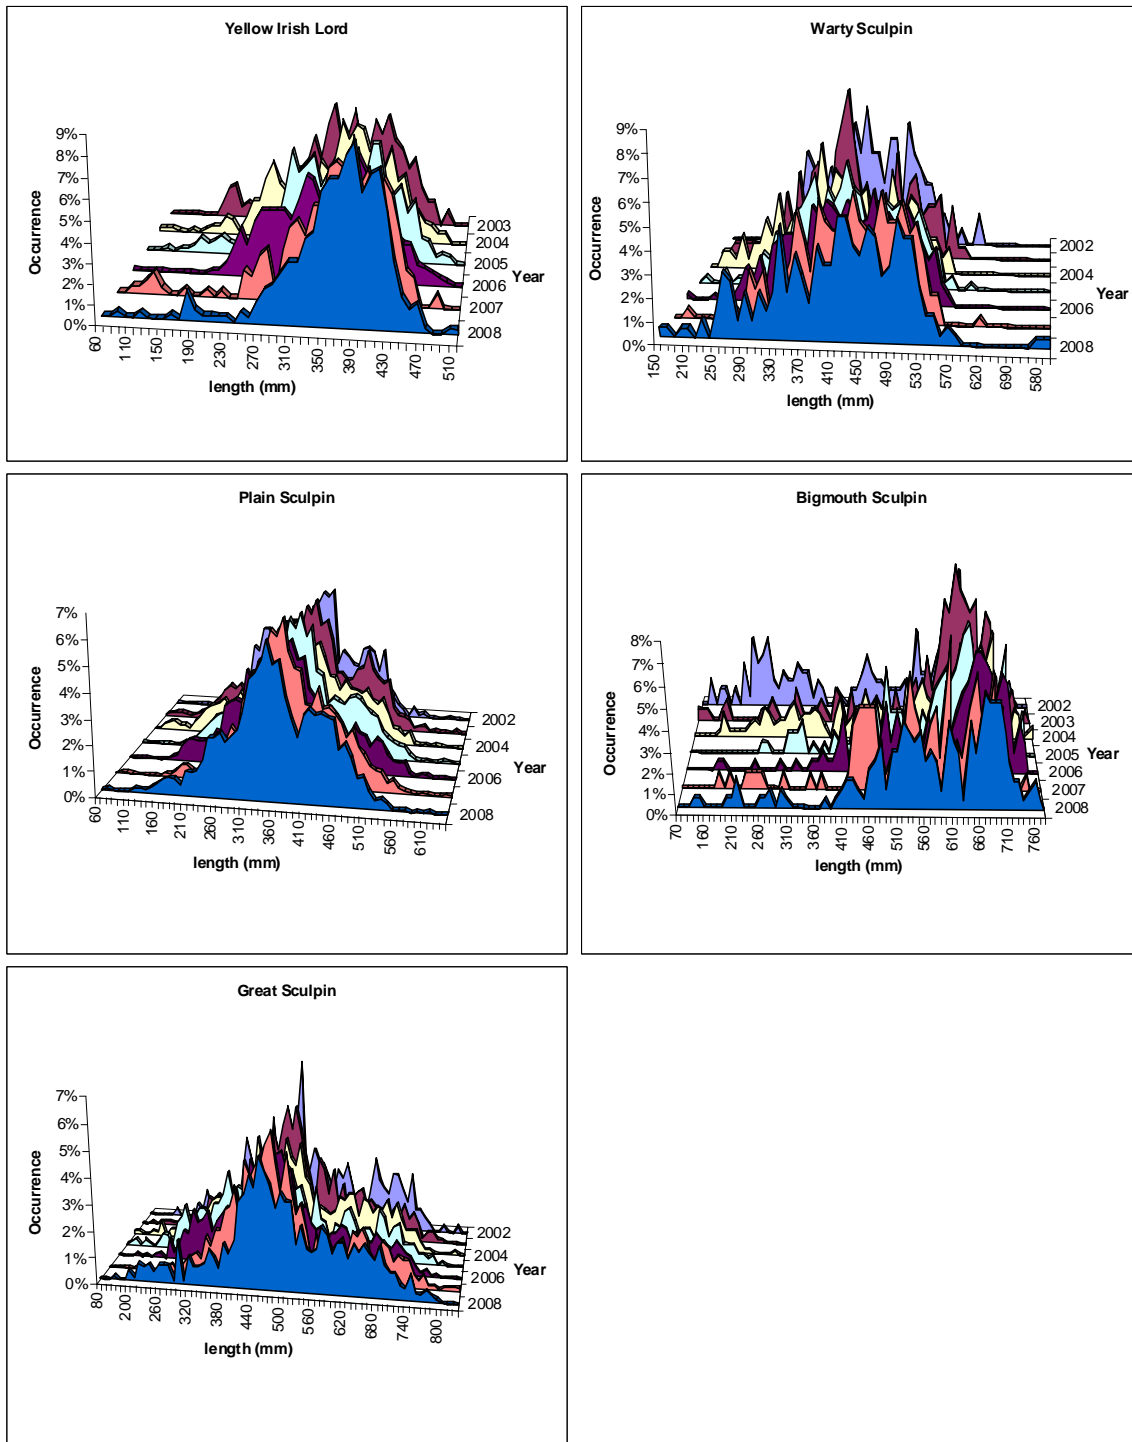 Yellow Irish Lord
9%
8%
7%
6%
5%
4%
3%
2%
1%
0%
Occurrence
60 110 150 190 230 270 310 350 390 430 470 510
length (mm)
2003
2004
2005
2006
2007
2008
Year
Warty Sculpin
9%
8%
7%
6%
5%
4%
3%
2%
1%
0%
Occurrence
150 210 250 290 330 370 410 450 490 530 570 620 690 580
length (mm)
2002
2004
2006
2008
Year
Plain Sculpin
7%
6%
5%
4%
3%
2%
1%
0%
Occurrence
60 110 160 210 260 310 360 410 460 510 560 610
length (mm)
2002
2004
2006
2008
Year
Bigmouth Sculpin
8%
7%
6%
5%
4%
3%
2%
1%
0%
Occurrence
70 160 210 260 310 360 410 460 510 560 610 660 710 760
length (mm)
2002
2003
2004
2005
2006
2007
2008
Year
Great Sculpin
7%
6%
5%
4%
3%
2%
1%
0%
Occurrence
80 200 260 320 380 440 500 560 620 680 740 800
length (mm)
2002
2004
2006
2008
Year